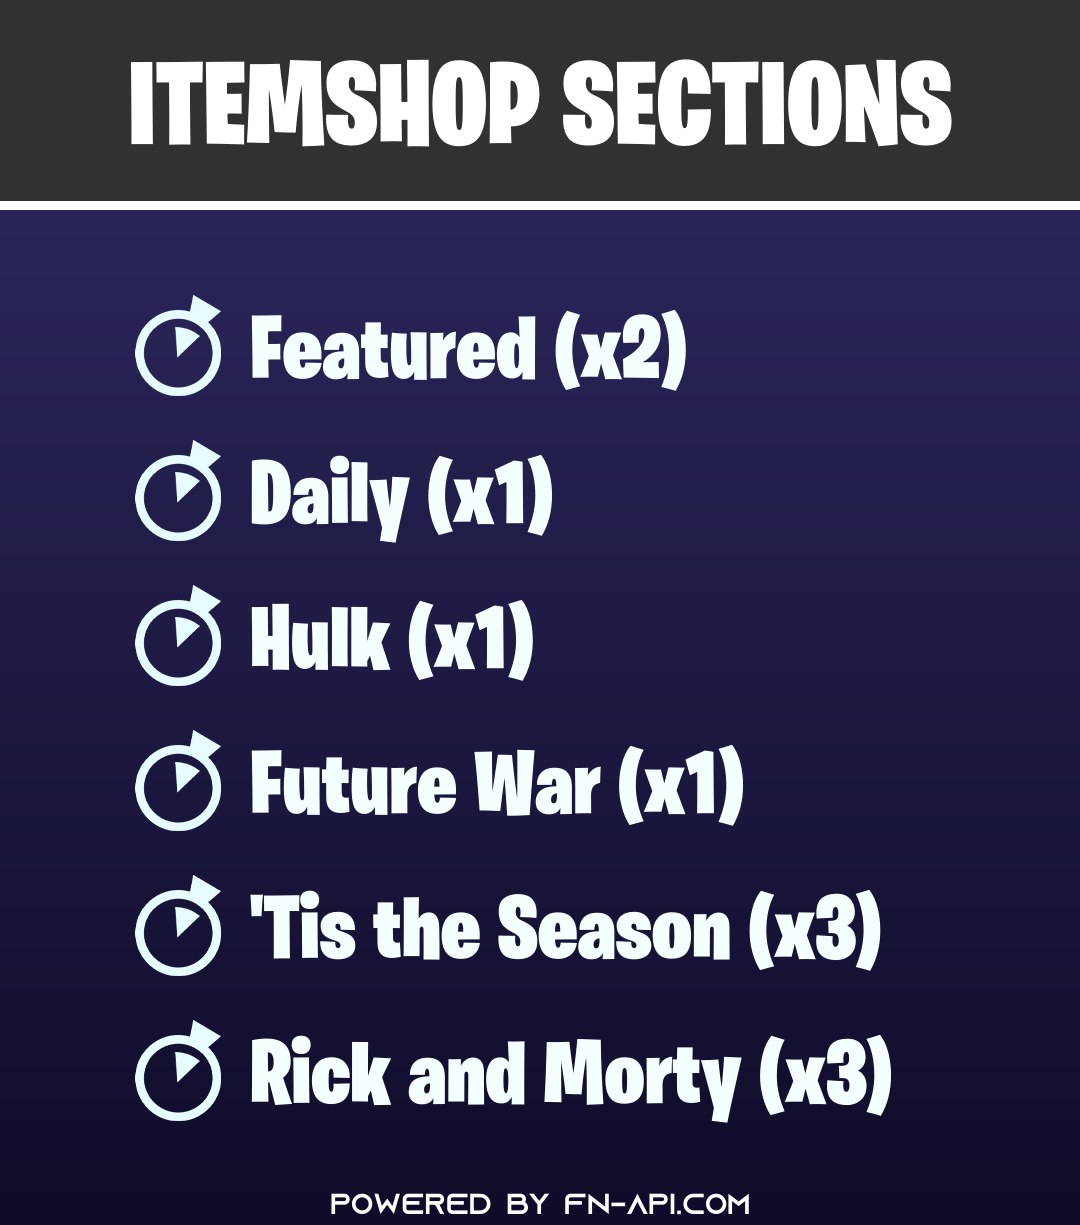 ITEMSHOP SECTIONS
Featured (x2)
Daily (x1)
Hulk (x1)
Future War (x1)
'Tis the Season (x3)
Rick and Morty (x3)
POWERED BY FN-API.COM